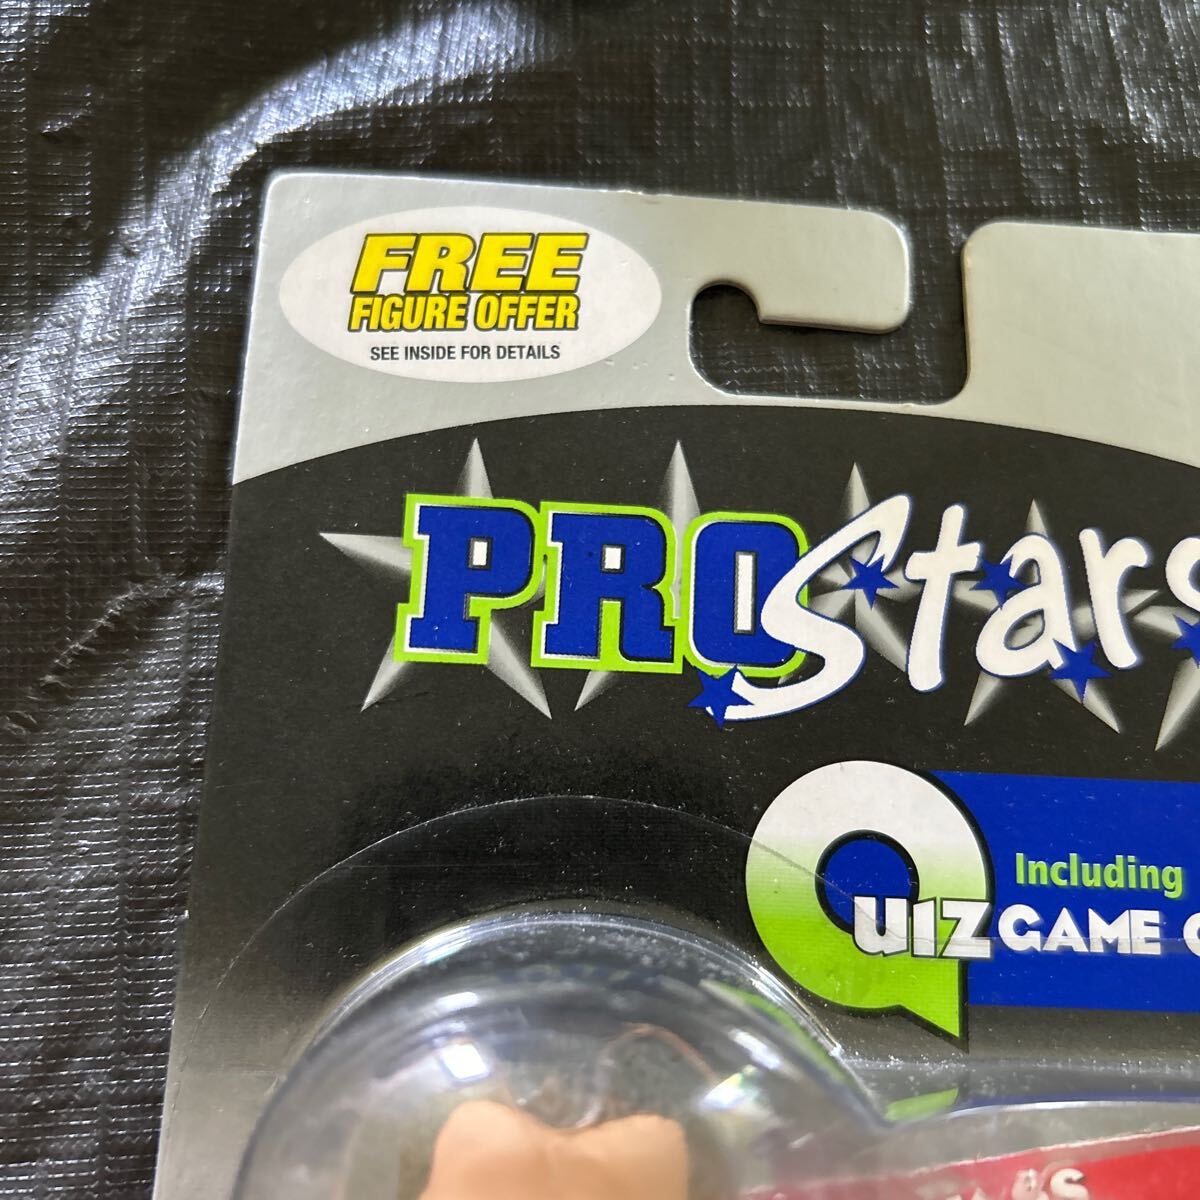 FREE
FIGURE OFFER
SEE INSIDE FOR DETAILS
PROStars
Including
QUIZ GAME